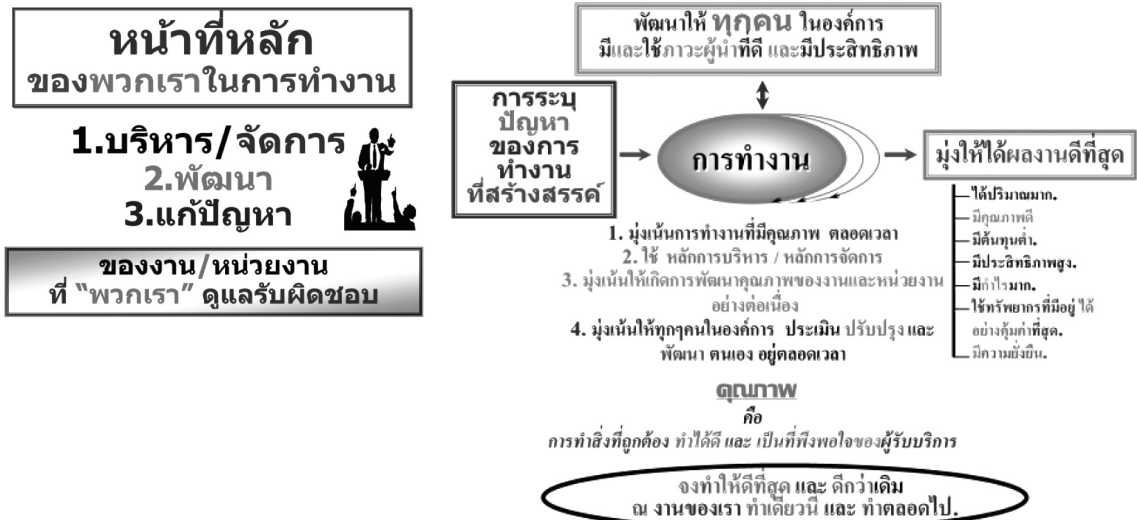 หน้าที่หลัก
ของพวกเราในการทำงาน
1.บริหาร/จัดการ
2.พัฒนา
3.แก้ปัญหา
ของงาน/หน่วยงาน
ที่ “พวกเรา” ดูแลรับผิดชอบ
พัฒนาให้ ทุกคน ในองค์การ
มีและใช้ภาวะผู้นำที่ดี และมีประสิทธิภาพ
การระบุ
ปัญหา
ของการ
ทำงาน
ที่สร้างสรรค์
การทำงาน
มุ่งให้ได้ผลงานดีที่สุด
ได้ปริมาณมาก.
มีคุณภาพดี
มีต้นทุนต่ำ.
มีประสิทธิภาพสูง.
มีกำไรมาก.
ใช้ทรัพยากรที่มีอยู่ ได้
อย่างคุ้มค่าที่สุด.
มีความยั่งยืน.
1. มุ่งเน้นการทำงานที่มีคุณภาพ ตลอดเวลา
2. ใช้ หลักการบริหาร / หลักการจัดการ
3. มุ่งเน้นให้เกิดการพัฒนาคุณภาพของงานและหน่วยงาน
อย่างต่อเนื่อง
4. มุ่งเน้นให้ทุกๆคนในองค์การ ประเมิน ปรับปรุง และ
พัฒนา ตนเอง อยู่ตลอดเวลา
คุณภาพ
คือ
การทำสิ่งที่ถูกต้อง ทำได้ดี และ เป็นที่พึงพอใจของผู้รับบริการ
จงทำให้ดีที่สุด และ ดีกว่าเดิม
ณ งานของเรา ทำเดี๋ยวนี้ และ ทำตลอดไป.